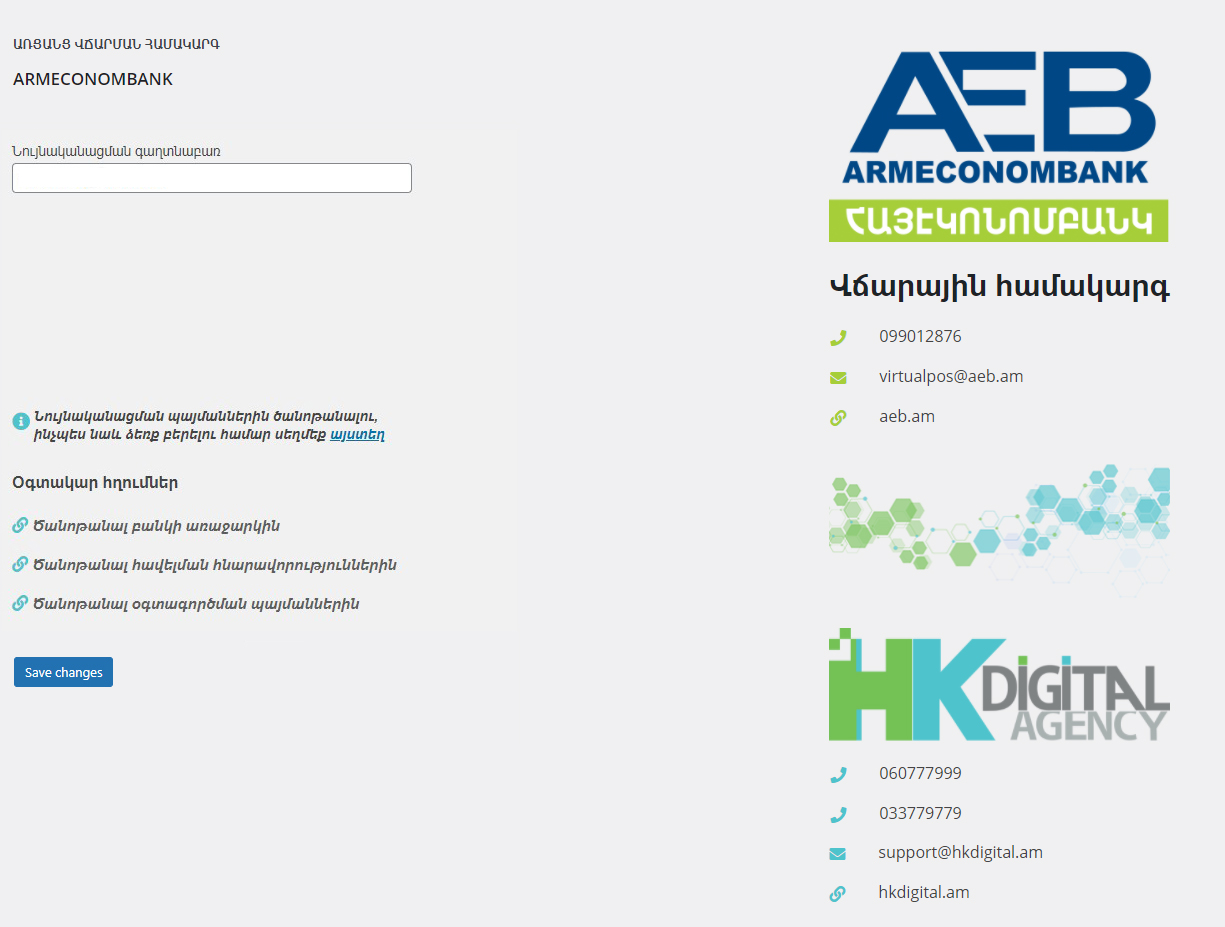 ԱՌՑԱՆՑ ՎՃԱՐՄԱՆ ՀԱՄԱԿԱՐԳ
ARMECONOMBANK
Նույնականացման գաղտնաբառ
Նույնականացման պայմաններին ծանոթանալու,
ինչպես նաև ձեռք բերելու համար սեղմեք այստեղ
Օգտակար հղումներ
Ծանոթանալ բանկի առաջարկին
Ծանոթանալ հավելման հնարավորություններին
Ծանոթանալ օգտագործման պայմաններին
Save changes
AEB
ARMECONOMBANK
ՀԱՅԷԿՈՆՈՄԲԱՆԿ
Վճարային համակարգ
099012876
virtualpos@aeb.am
aeb.am
HK DIGITAL
AGENCY
060777999
033779779
support@hkdigital.am
hkdigital.am